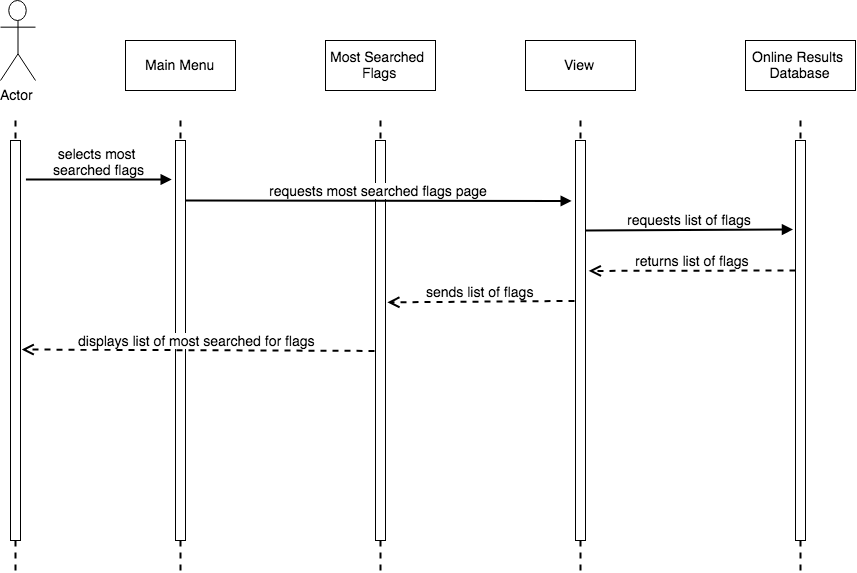 Actor
Main Menu
Most Searched
Flags
View
Online Results
Database
selects most
searched flags
requests most searched flags page
requests list of flags
returns list of flags
sends list of flags
displays list of most searched for flags